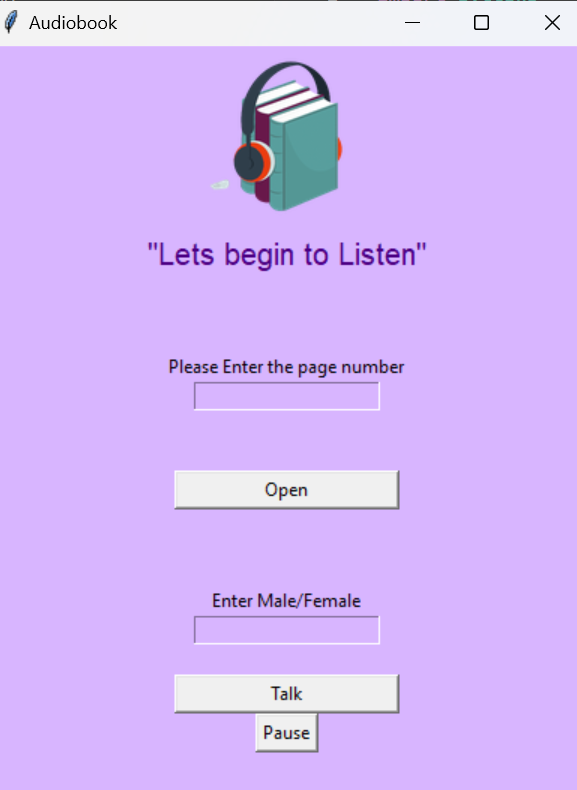 Audiobook
"Lets begin to Listen"
Please Enter the page number
Open
Enter Male/Female
Talk
Pause